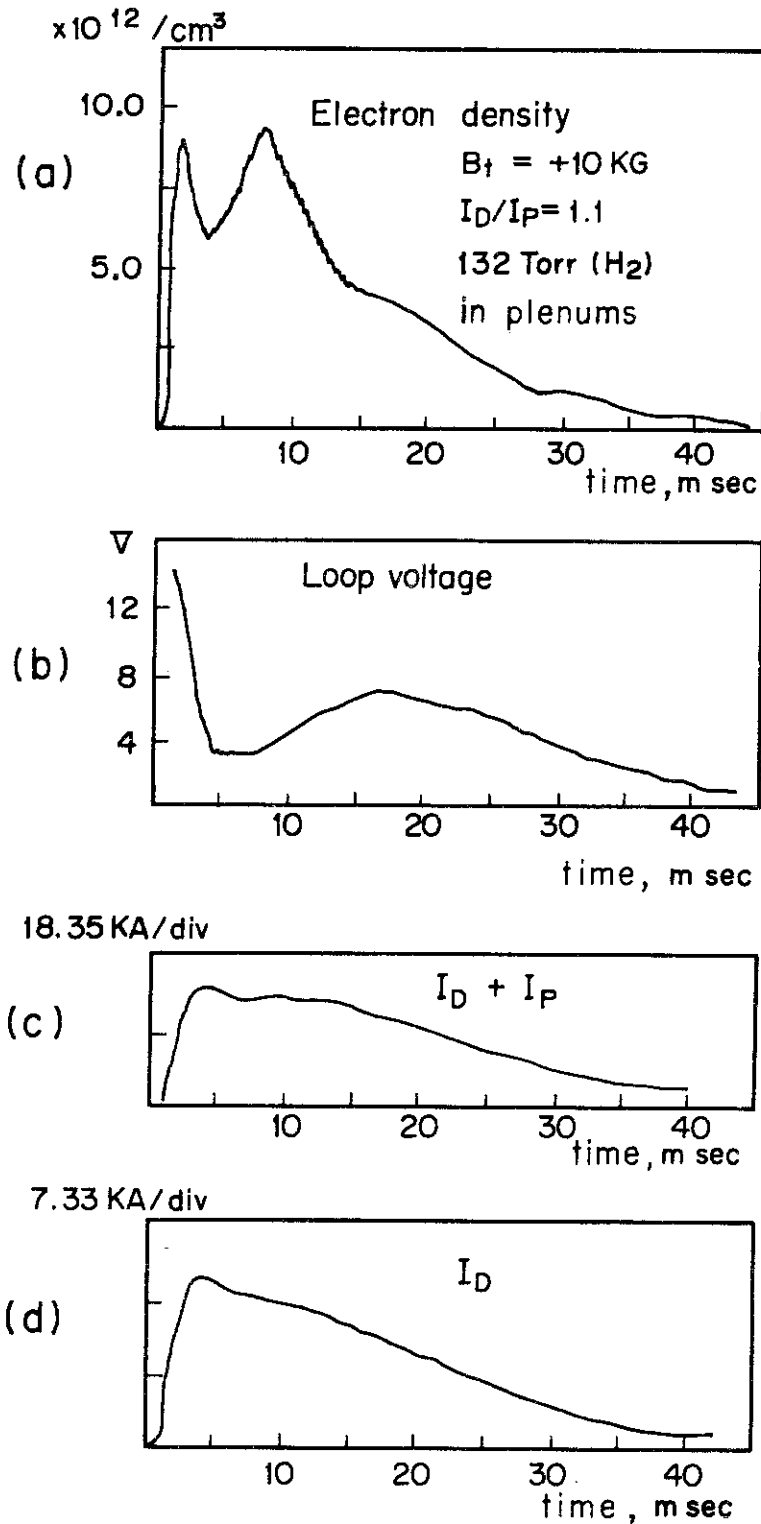 ×10 12 /cm3
10.0
Electron density
(a)
Bt = +10 KG
ID/IP = 1.1
5.0
132 Torr (H2)
in plenums
10 20 30 40
time, m sec
V
Loop voltage
12
(b)
8
4
10 20 30 40
time, m sec
18.35 KA/div
ID + IP
(c)
10 20 30 40
time, m sec
7.33 KA/div
ID
(d)
10 20 30 40
time, m sec